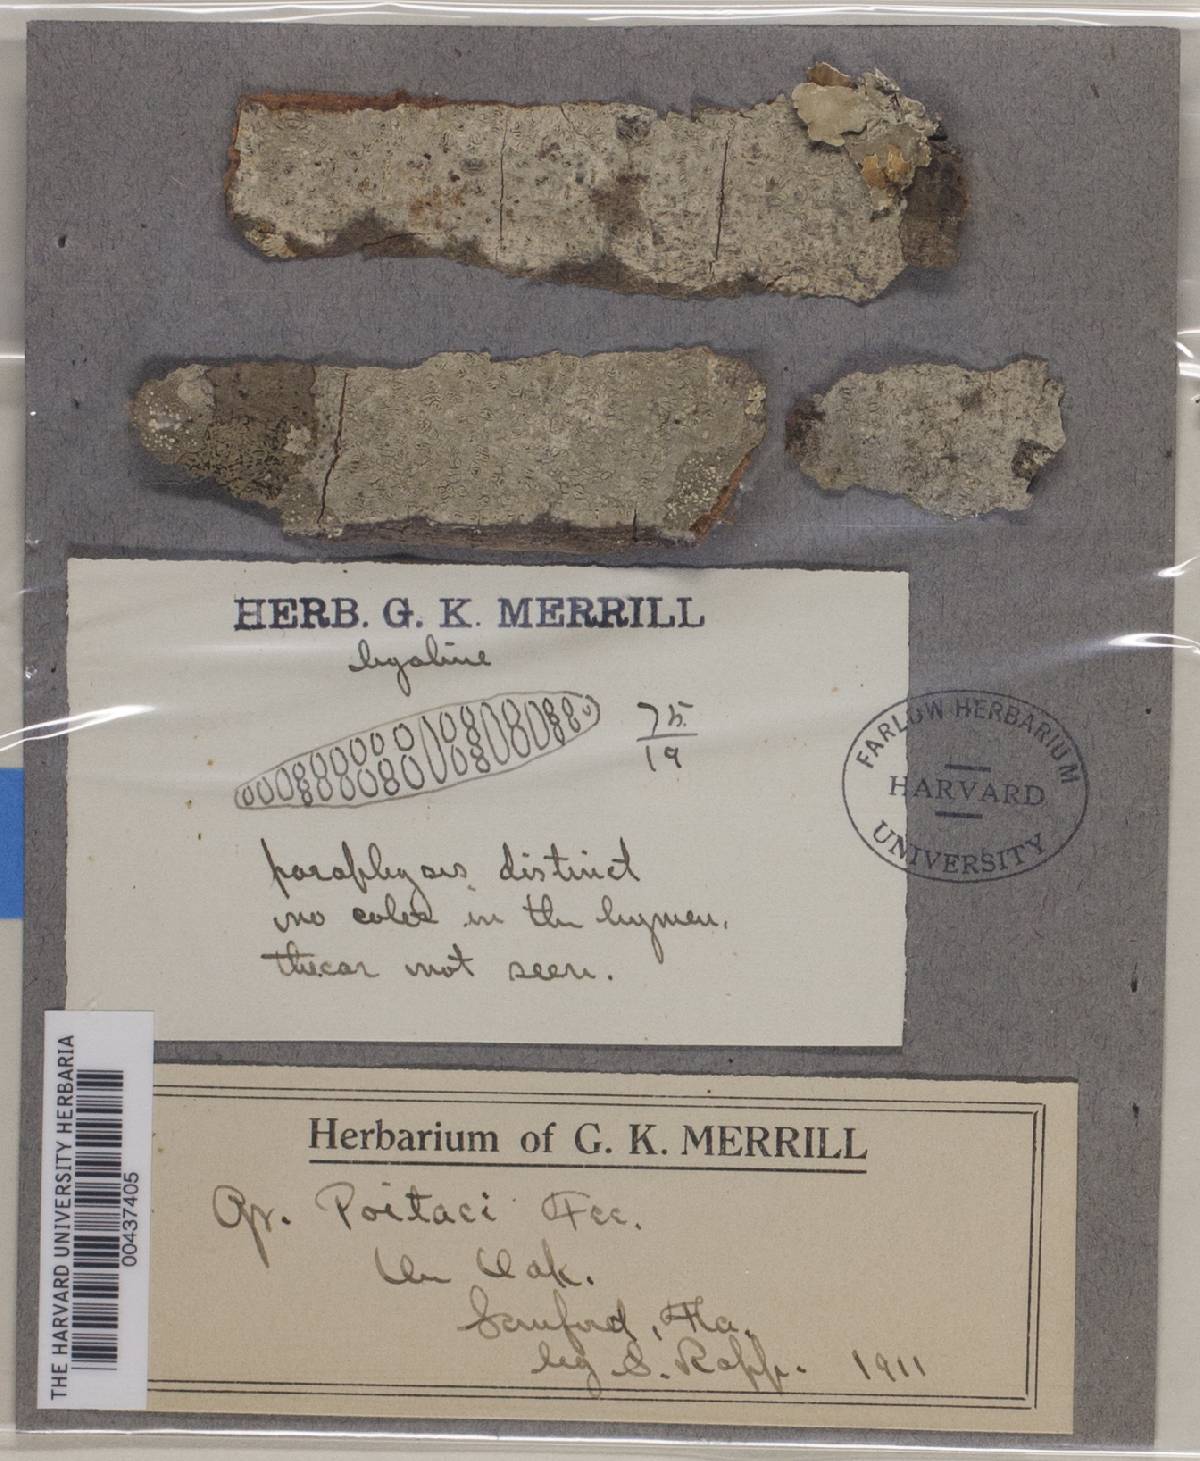 HERB. G. K. MERRILL
hyaline
75
19
paraphyses distinct
no color in the hymen.
thecae not seen.
FARLOW HERBARIUM
HARVARD
UNIVERSITY
THE HARVARD UNIVERSITY HERBARIA
00437405
Herbarium of G. K. MERRILL
Gr. Poitaei Fee.
On Oak.
Sanford, Fla.
leg S. Rapp. 1911